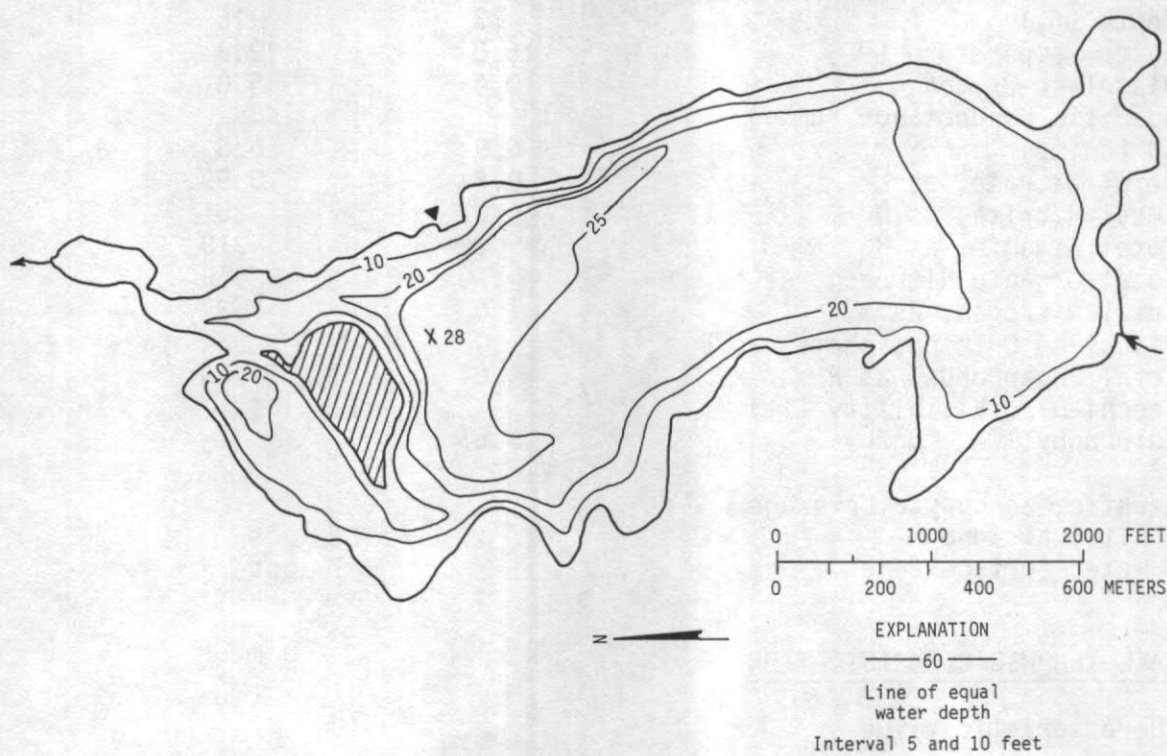 25
10
20
X 28
20
10
20
10
0 1000 2000 FEET
0 200 400 600 METERS
N
EXPLANATION
60
Line of equal
water depth
Interval 5 and 10 feet